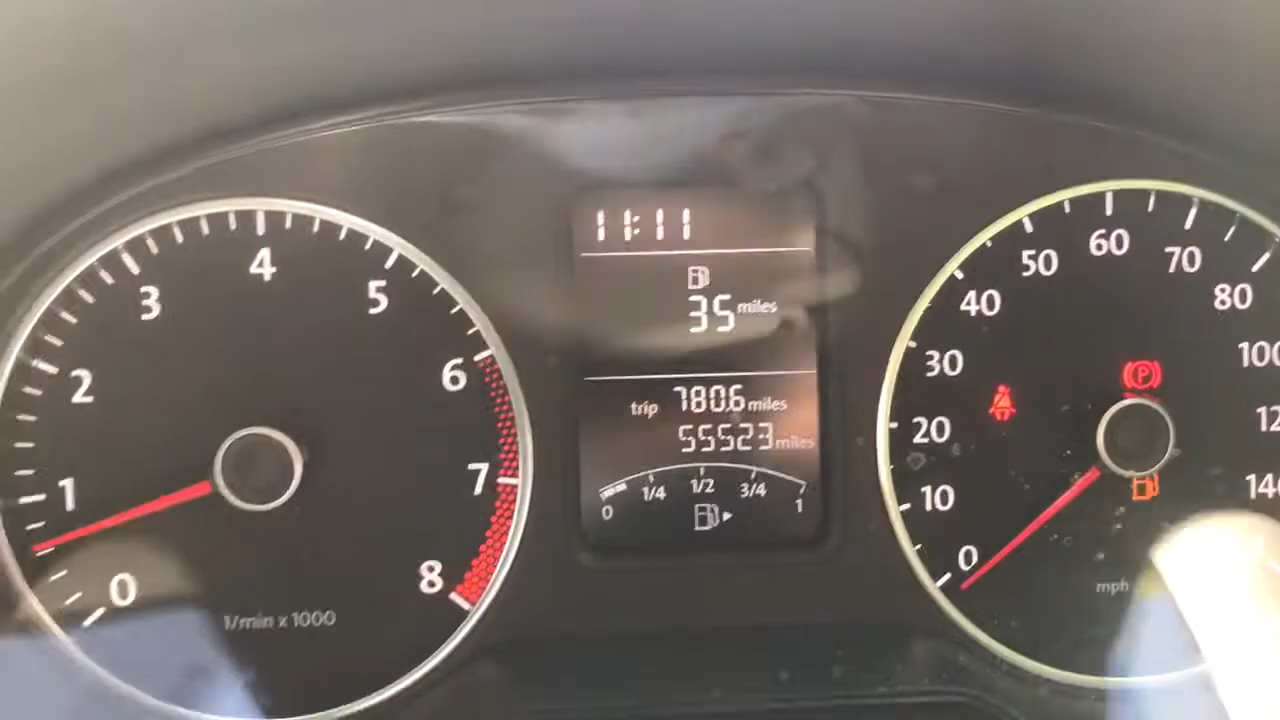 11:11
35 miles
trip 780.6 miles
55523 miles
0 1/4 1/2 3/4 1
0 1 2 3 4 5 6 7 8
1/min x 1000
0 10 20 30 40 50 60 70 80 100
P
mph